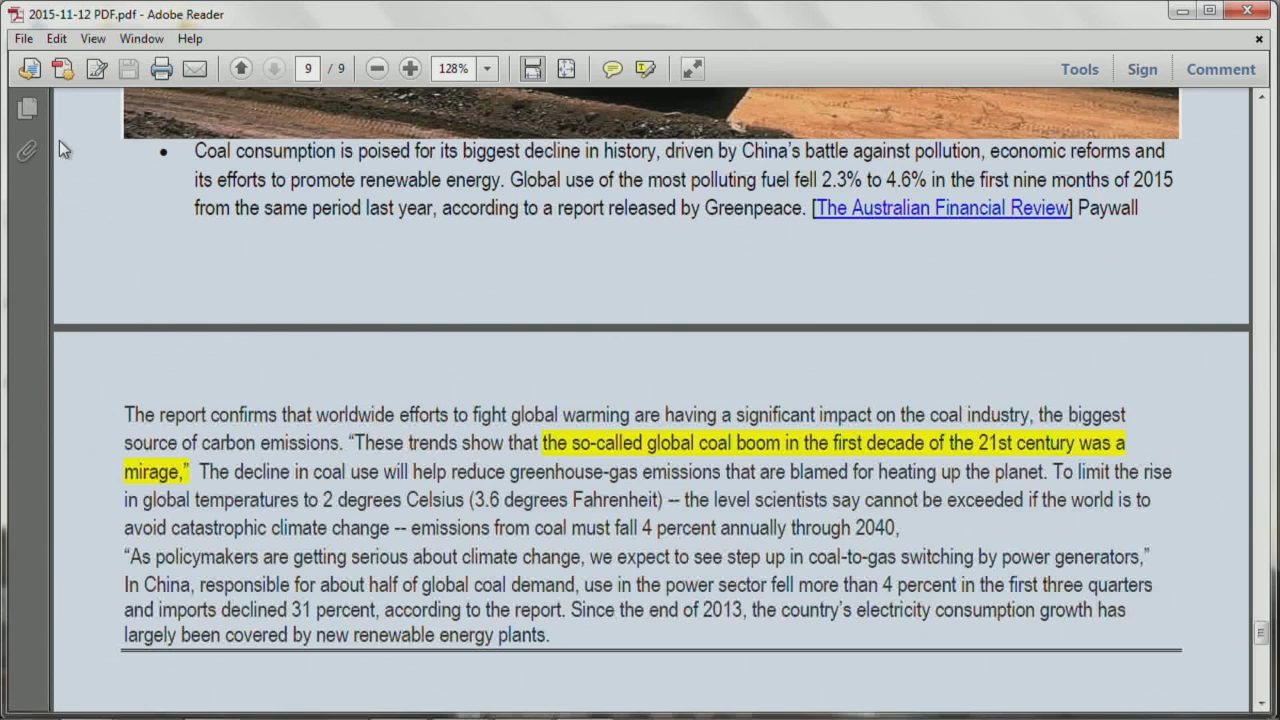 2015-11-12 PDF.pdf - Adobe Reader
File Edit View Window Help
9 / 9 128% Tools Sign Comment
• Coal consumption is poised for its biggest decline in history, driven by China’s battle against pollution, economic reforms and
its efforts to promote renewable energy. Global use of the most polluting fuel fell 2.3% to 4.6% in the first nine months of 2015
from the same period last year, according to a report released by Greenpeace. [The Australian Financial Review] Paywall
The report confirms that worldwide efforts to fight global warming are having a significant impact on the coal industry, the biggest
source of carbon emissions. “These trends show that the so-called global coal boom in the first decade of the 21st century was a
mirage,” The decline in coal use will help reduce greenhouse-gas emissions that are blamed for heating up the planet. To limit the rise
in global temperatures to 2 degrees Celsius (3.6 degrees Fahrenheit) -- the level scientists say cannot be exceeded if the world is to
avoid catastrophic climate change -- emissions from coal must fall 4 percent annually through 2040,
“As policymakers are getting serious about climate change, we expect to see step up in coal-to-gas switching by power generators,”
In China, responsible for about half of global coal demand, use in the power sector fell more than 4 percent in the first three quarters
and imports declined 31 percent, according to the report. Since the end of 2013, the country’s electricity consumption growth has
largely been covered by new renewable energy plants.